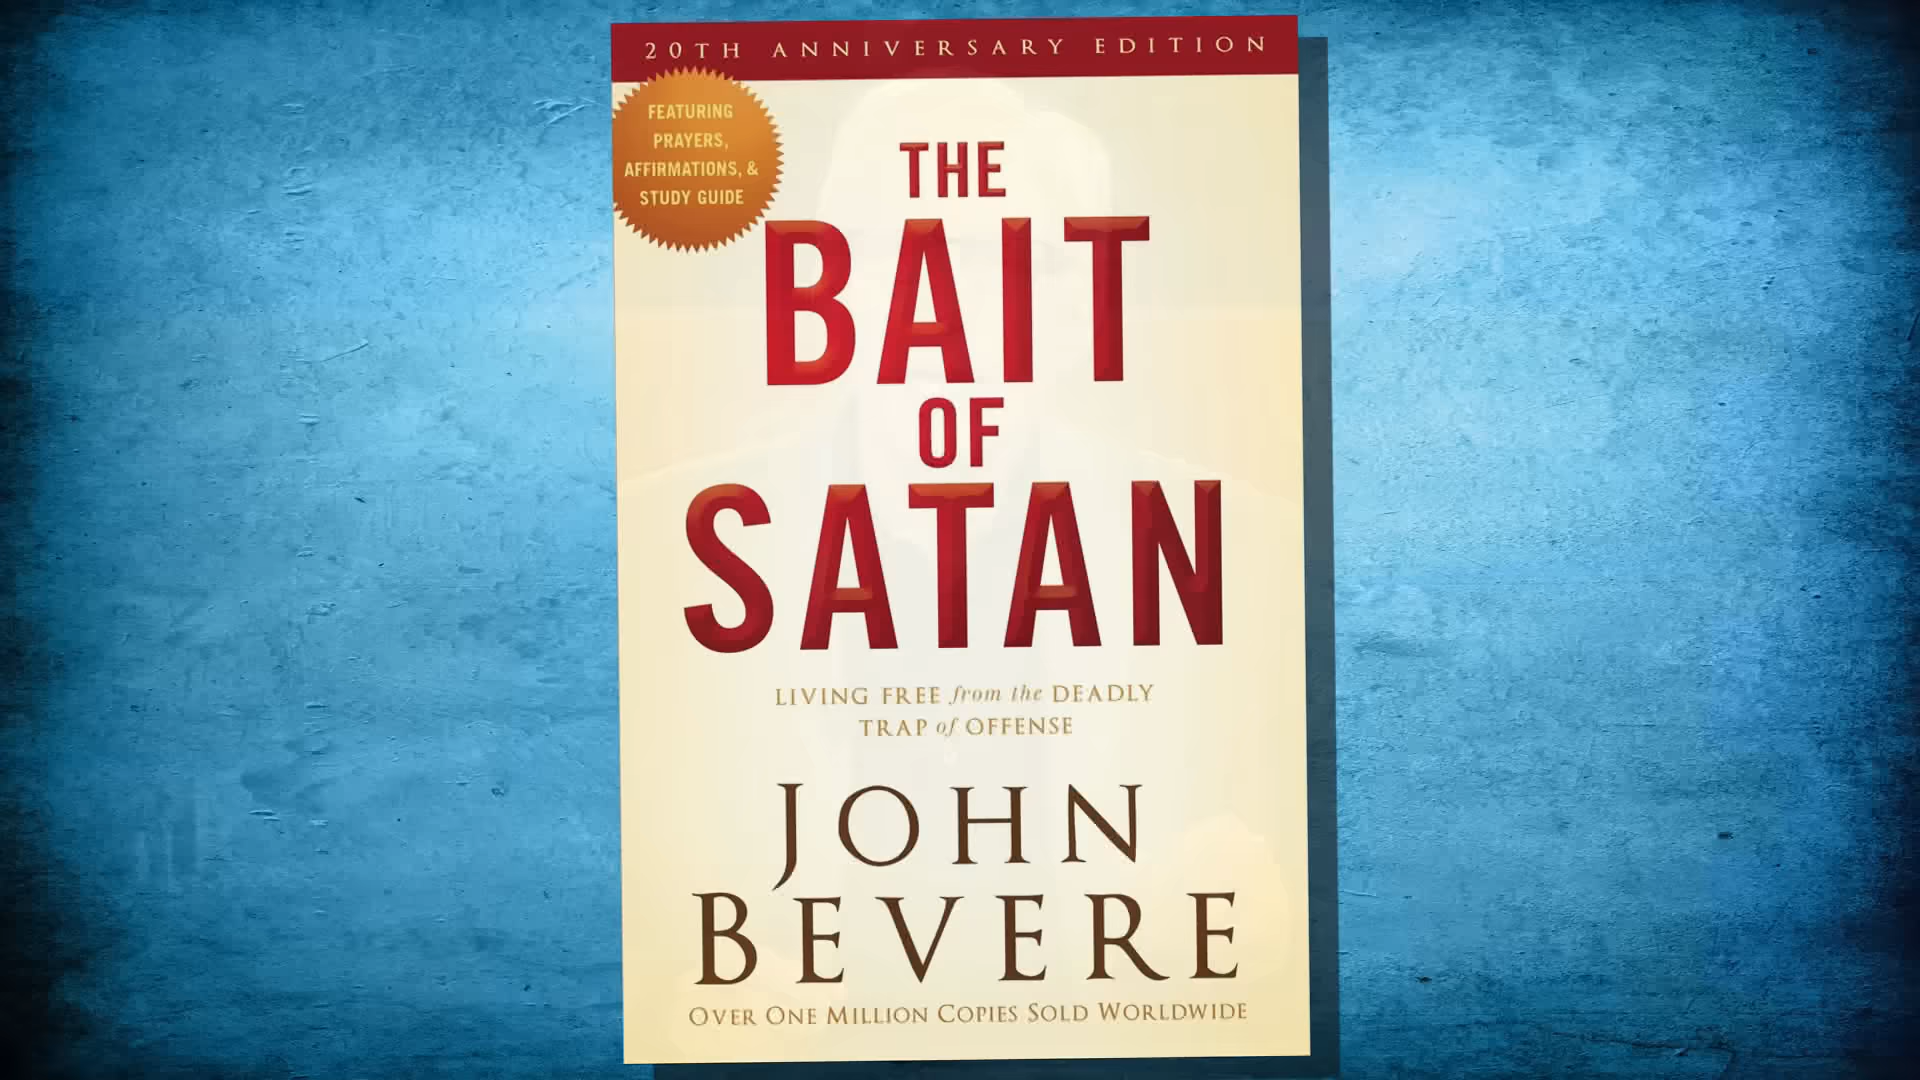 20TH ANNIVERSARY EDITION
FEATURING
PRAYERS,
AFFIRMATIONS, &
STUDY GUIDE
THE
BAIT
OF
SATAN
LIVING FREE from the DEADLY
TRAP of OFFENSE
JOHN
BEVERE
OVER ONE MILLION COPIES SOLD WORLDWIDE